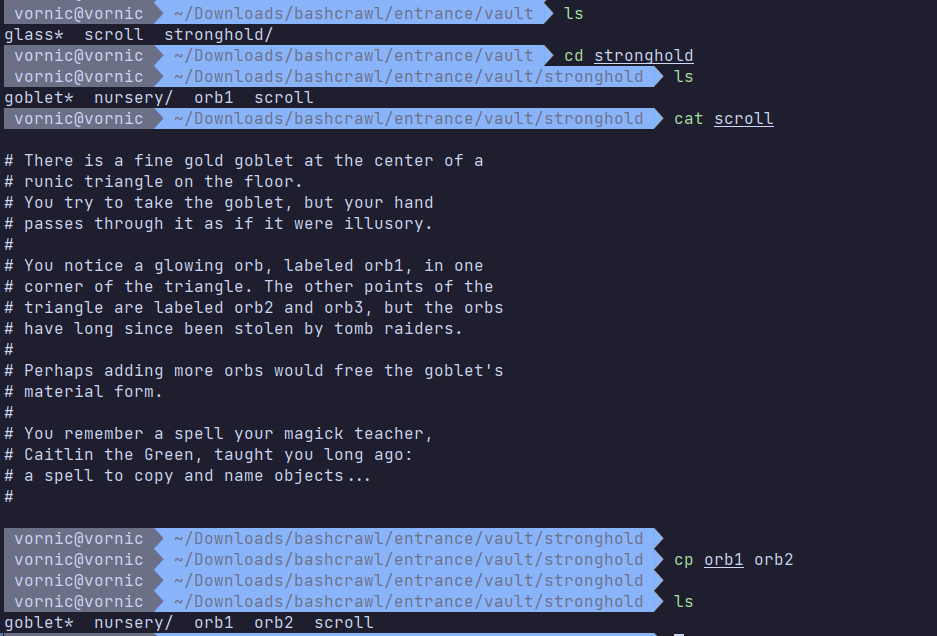 vornic@vornic ~/Downloads/bashcrawl/entrance/vault ls
glass* scroll stronghold/
vornic@vornic ~/Downloads/bashcrawl/entrance/vault cd stronghold
vornic@vornic ~/Downloads/bashcrawl/entrance/vault/stronghold ls
goblet* nursery/ orb1 scroll
vornic@vornic ~/Downloads/bashcrawl/entrance/vault/stronghold cat scroll
# There is a fine gold goblet at the center of a
# runic triangle on the floor.
# You try to take the goblet, but your hand
# passes through it as if it were illusory.
#
# You notice a glowing orb, labeled orb1, in one
# corner of the triangle. The other points of the
# triangle are labeled orb2 and orb3, but the orbs
# have long since been stolen by tomb raiders.
#
# Perhaps adding more orbs would free the goblet's
# material form.
#
# You remember a spell your magick teacher,
# Caitlin the Green, taught you long ago:
# a spell to copy and name objects...
#
vornic@vornic ~/Downloads/bashcrawl/entrance/vault/stronghold
vornic@vornic ~/Downloads/bashcrawl/entrance/vault/stronghold cp orb1 orb2
vornic@vornic ~/Downloads/bashcrawl/entrance/vault/stronghold
vornic@vornic ~/Downloads/bashcrawl/entrance/vault/stronghold ls
goblet* nursery/ orb1 orb2 scroll